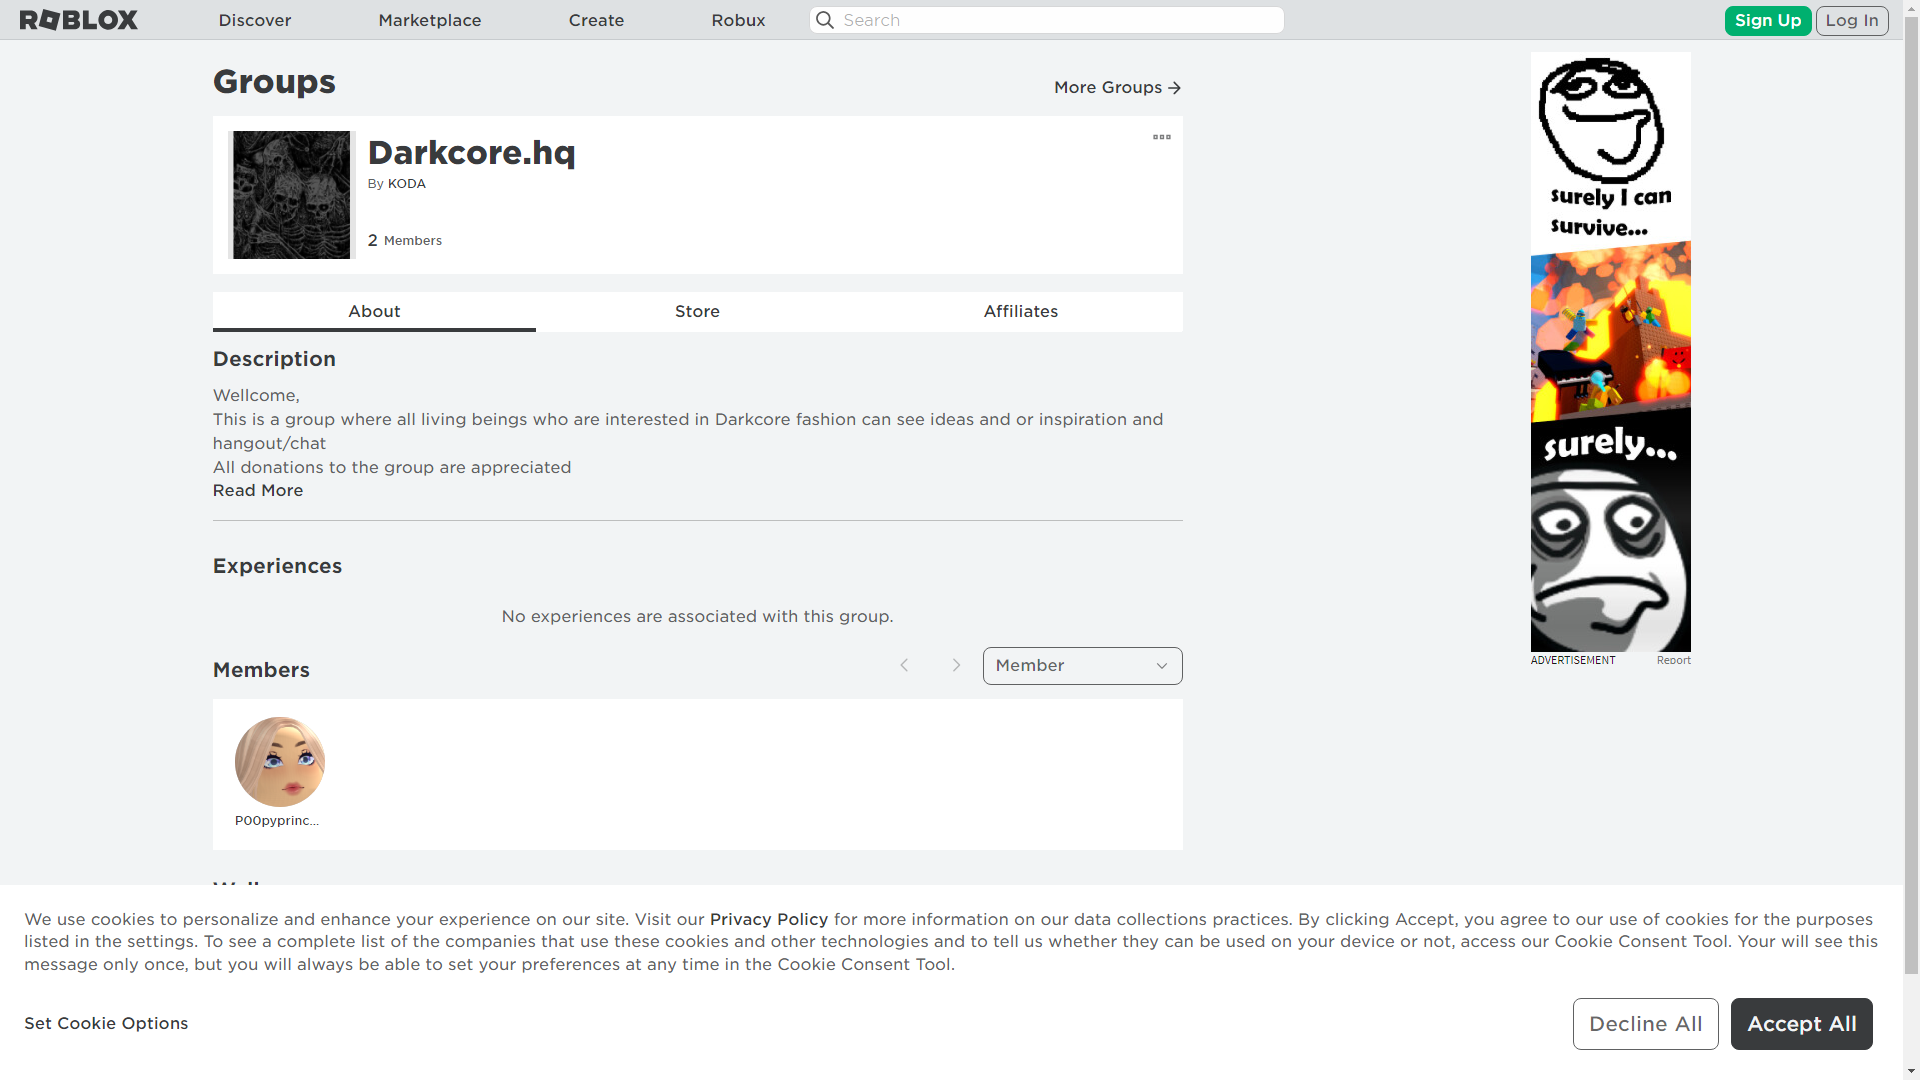 ROBLOX
Discover
Marketplace
Create
Robux
Search
Sign Up
Log In
Groups
More Groups
Darkcore.hq
By KODA
2 Members
About
Store
Affiliates
Description
Wellcome,
This is a group where all living beings who are interested in Darkcore fashion can see ideas and or inspiration and
hangout/chat
All donations to the group are appreciated
Read More
Experiences
No experiences are associated with this group.
Members
Member
P00pyprinc...
surely I can
survive...
surely...
ADVERTISEMENT
Report
We use cookies to personalize and enhance your experience on our site. Visit our Privacy Policy for more information on our data collections practices. By clicking Accept, you agree to our use of cookies for the purposes
listed in the settings. To see a complete list of the companies that use these cookies and other technologies and to tell us whether they can be used on your device or not, access our Cookie Consent Tool. Your will see this
message only once, but you will always be able to set your preferences at any time in the Cookie Consent Tool.
Set Cookie Options
Decline All
Accept All